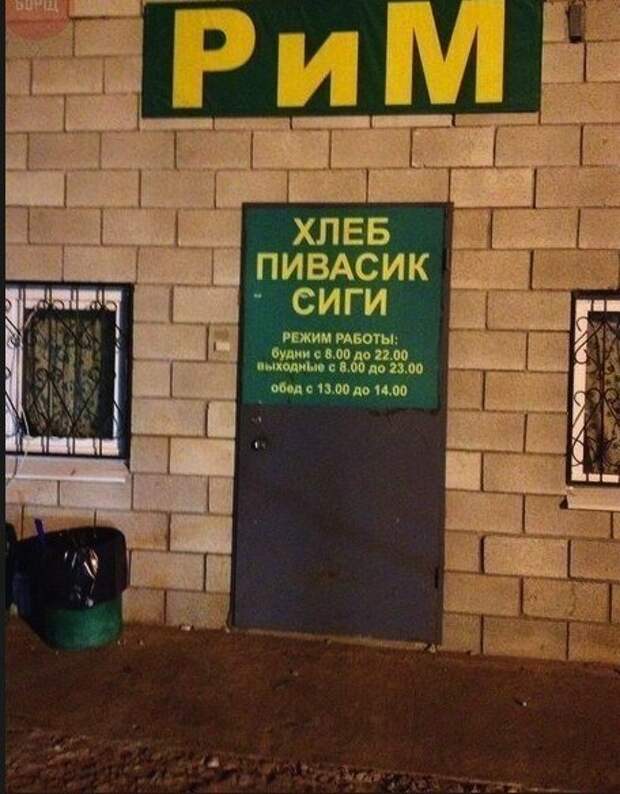 БОРЩ
РиМ
ХЛЕБ
ПИВАСИК
СИГИ
РЕЖИМ РАБОТЫ:
будни с 8.00 до 22.00
выходные с 8.00 до 23.00
обед с 13.00 до 14.00